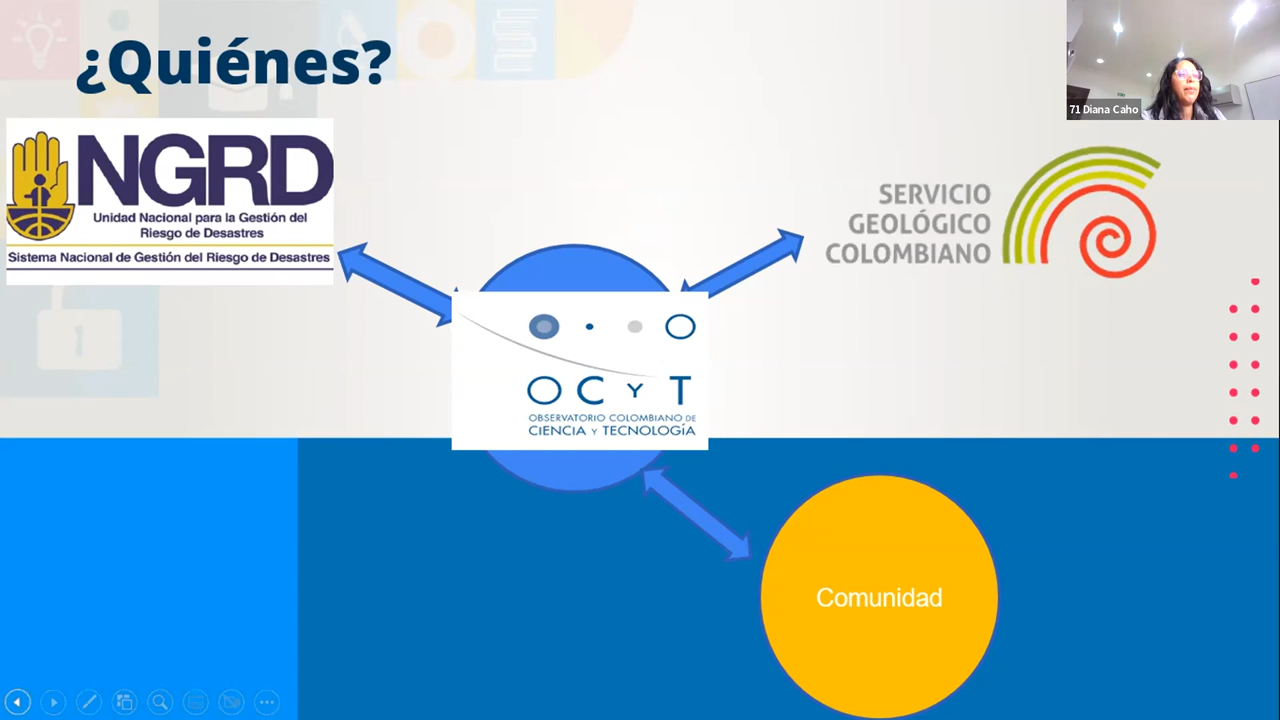 ¿Quiénes?
71 Diana Caho
NGRD
Unidad Nacional para la Gestión del
Riesgo de Desastres
Sistema Nacional de Gestión del Riesgo de Desastres
SERVICIO
GEOLÓGICO
COLOMBIANO
OCYT
OBSERVATORIO COLOMBIANO DE
CIENCIA Y TECNOLOGÍA
Comunidad
1